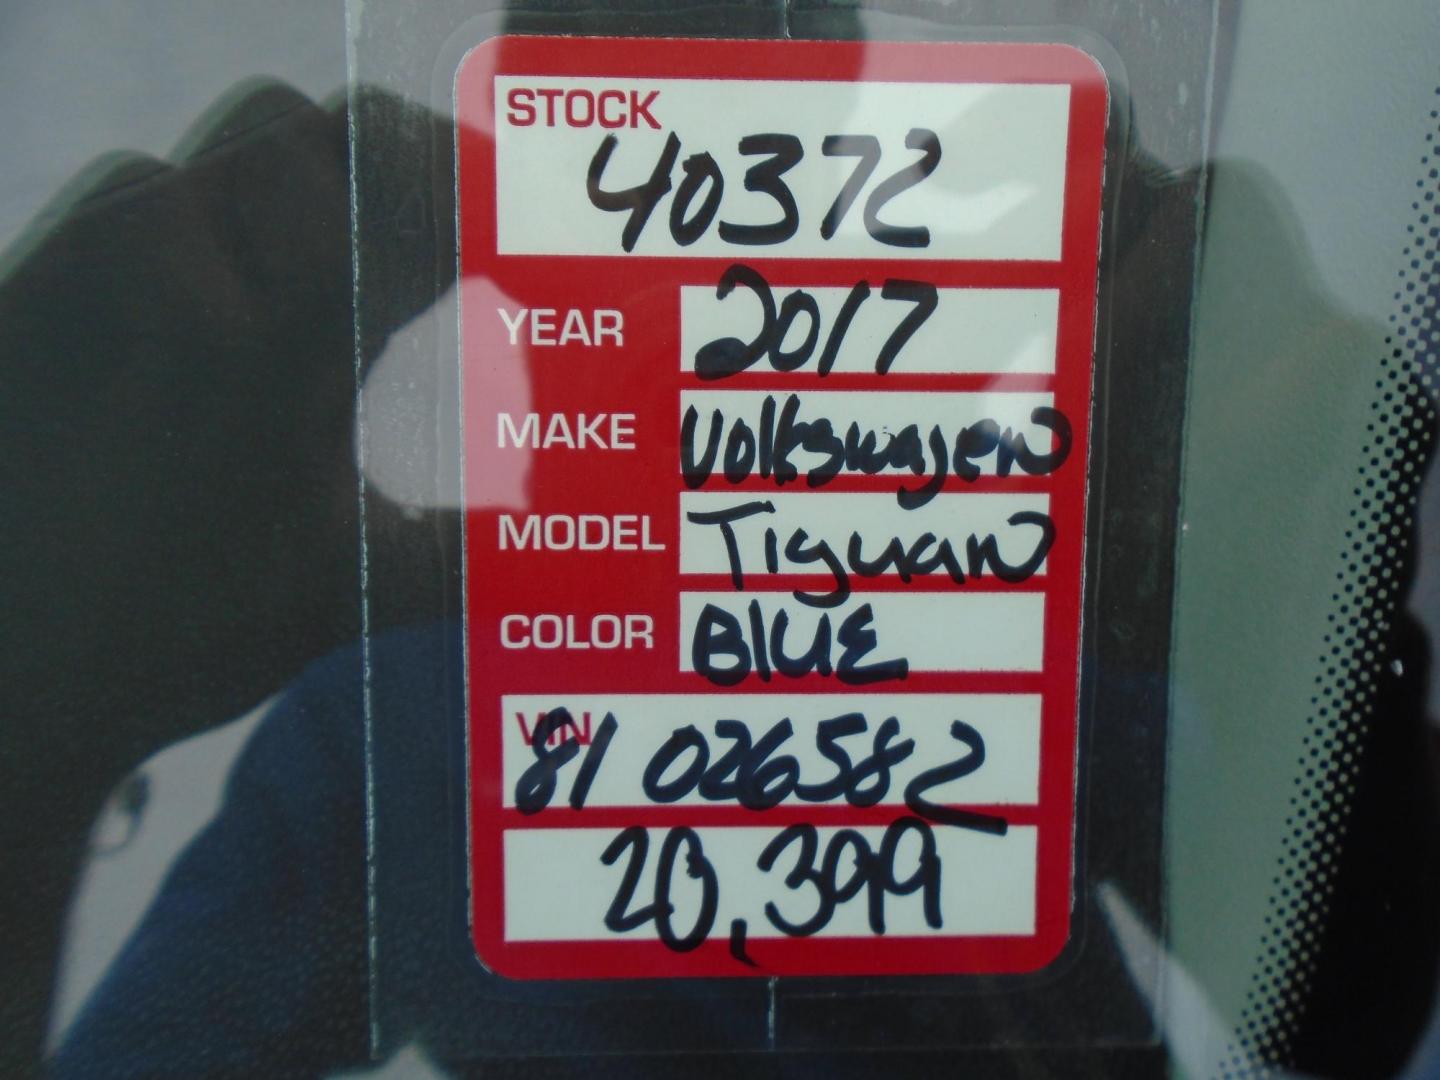 STOCK
40372
YEAR 2017
MAKE Volkswagen
MODEL Tiguan
COLOR BlUE
VIN
81 026582
20,399